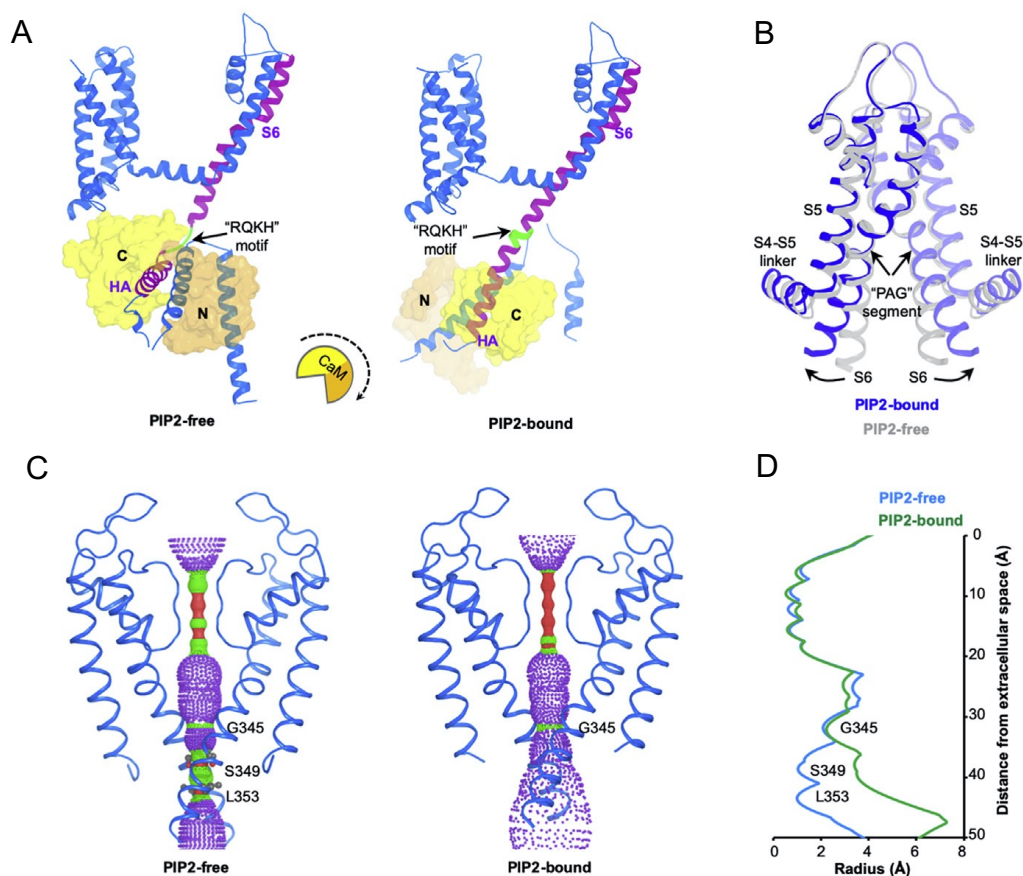 A
S6
"RQKH"
motif
C
HA
N
CaM
PIP2-free
S6
"RQKH"
motif
N
C
HA
PIP2-bound
B
S5
S5
S4-S5
linker
S4-S5
linker
"PAG"
segment
S6
S6
PIP2-bound
PIP2-free
C
G345
S349
L353
PIP2-free
G345
PIP2-bound
D
PIP2-free
PIP2-bound
0
10
20
30
40
50
G345
S349
L353
Distance from extracellular space (Å)
0 2 4 6 8
Radius (Å)